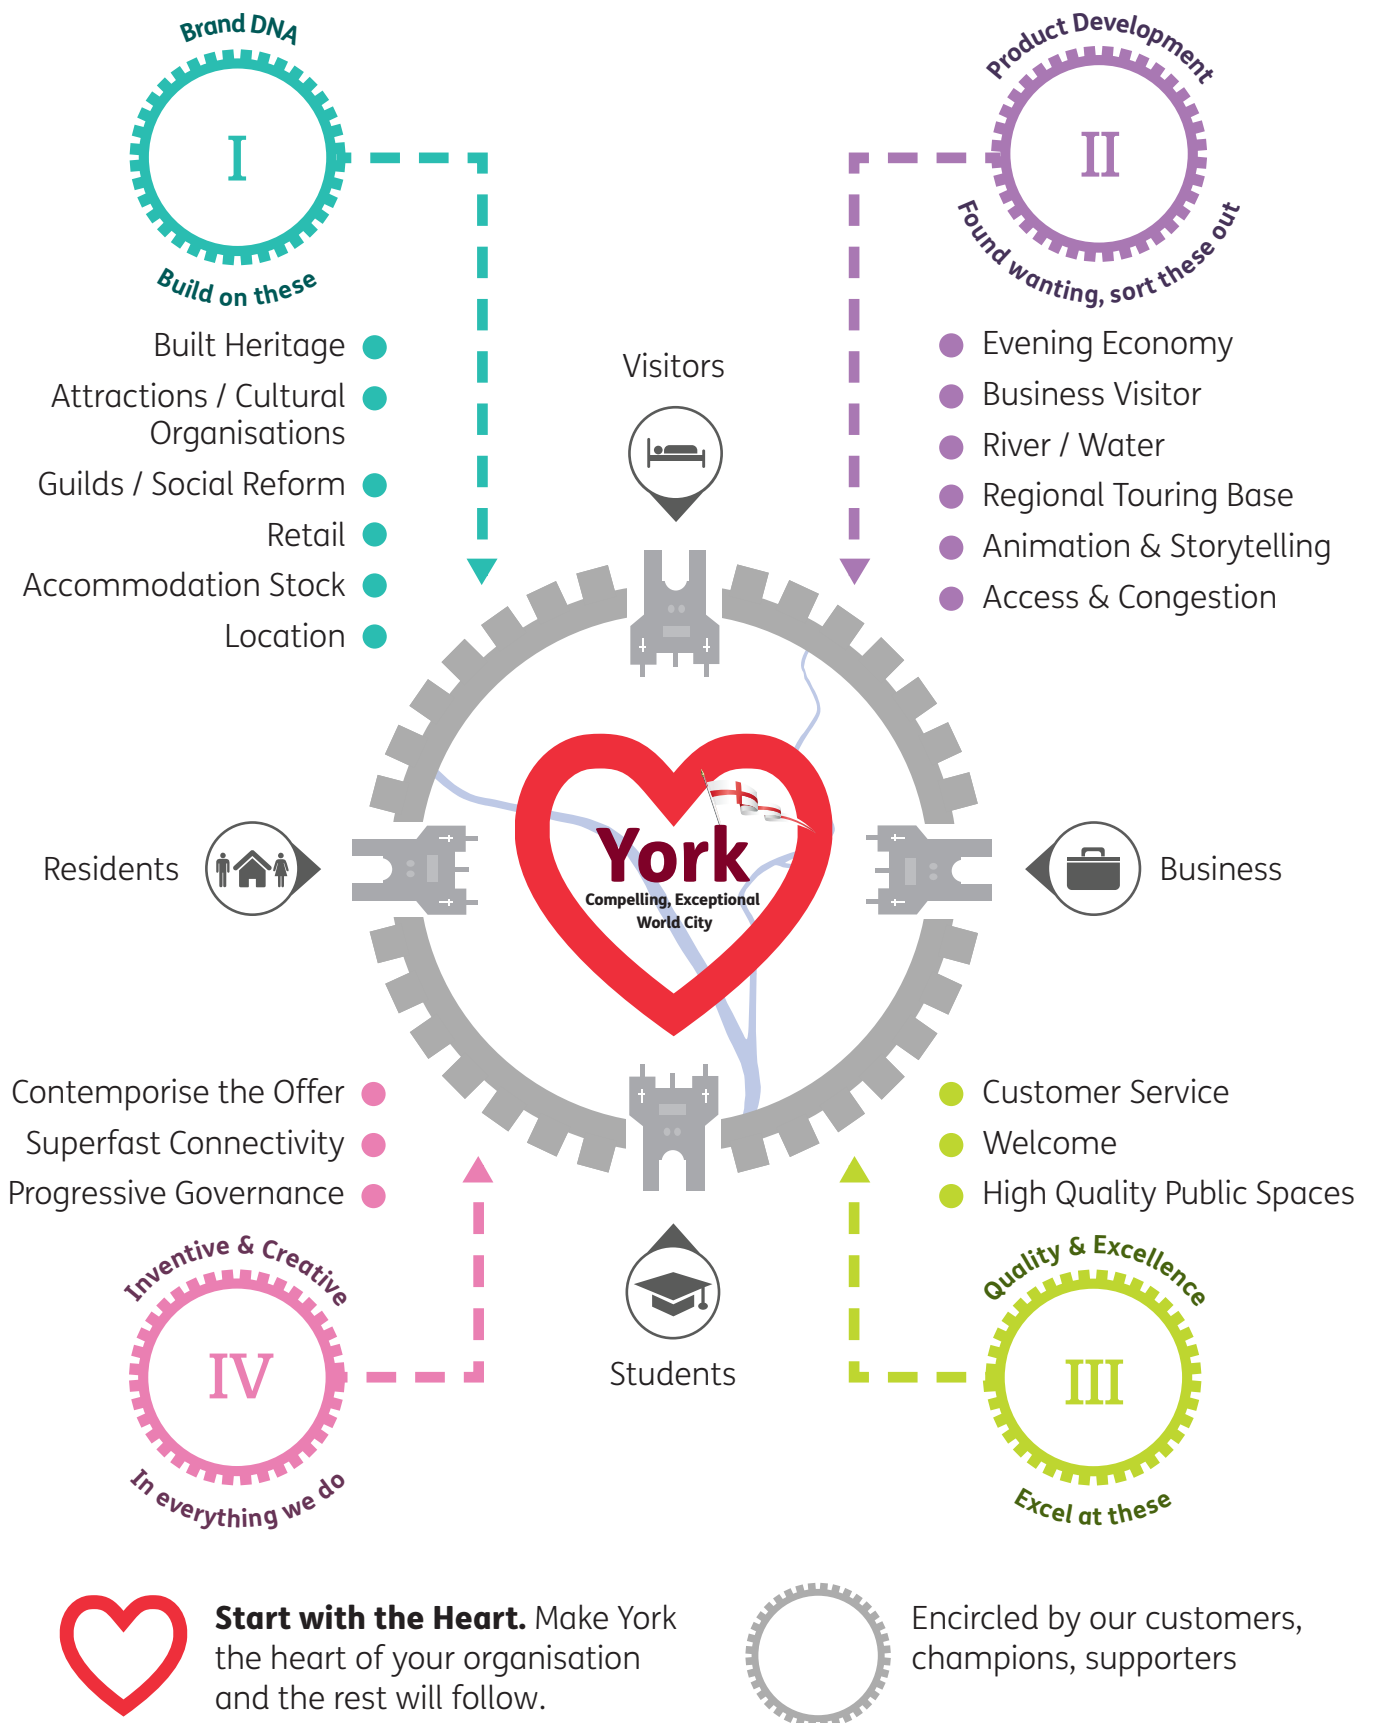 Brand DNA
I
Build on these
Built Heritage
Attractions / Cultural
Organisations
Guilds / Social Reform
Retail
Accommodation Stock
Location
Product Development
II
Found wanting, sort these out
Evening Economy
Business Visitor
River / Water
Regional Touring Base
Animation & Storytelling
Access & Congestion
Visitors
Residents
York
Compelling, Exceptional
World City
Business
Contemporise the Offer
Superfast Connectivity
Progressive Governance
Inventive & Creative
IV
In everything we do
Students
Customer Service
Welcome
High Quality Public Spaces
Quality & Excellence
III
Excel at these
Start with the Heart. Make York
the heart of your organisation
and the rest will follow.
Encircled by our customers,
champions, supporters